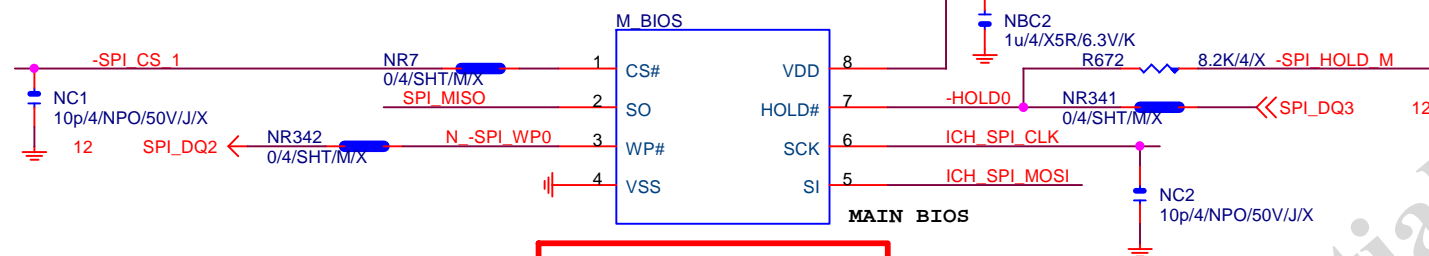 M_BIOS
NBC2
1u/4/X5R/6.3V/K
-SPI_CS_1
NR7
0/4/SHT/M/X
1
CS#
VDD
8
R672
8.2K/4/X
-SPI_HOLD_M
NC1
10p/4/NPO/50V/J/X
SPI_MISO
2
SO
HOLD#
7
-HOLD0
NR341
0/4/SHT/M/X
SPI_DQ3
12
12
SPI_DQ2
NR342
0/4/SHT/M/X
N_-SPI_WP0
3
WP#
SCK
6
ICH_SPI_CLK
4
VSS
SI
5
ICH_SPI_MOSI
NC2
10p/4/NPO/50V/J/X
MAIN BIOS